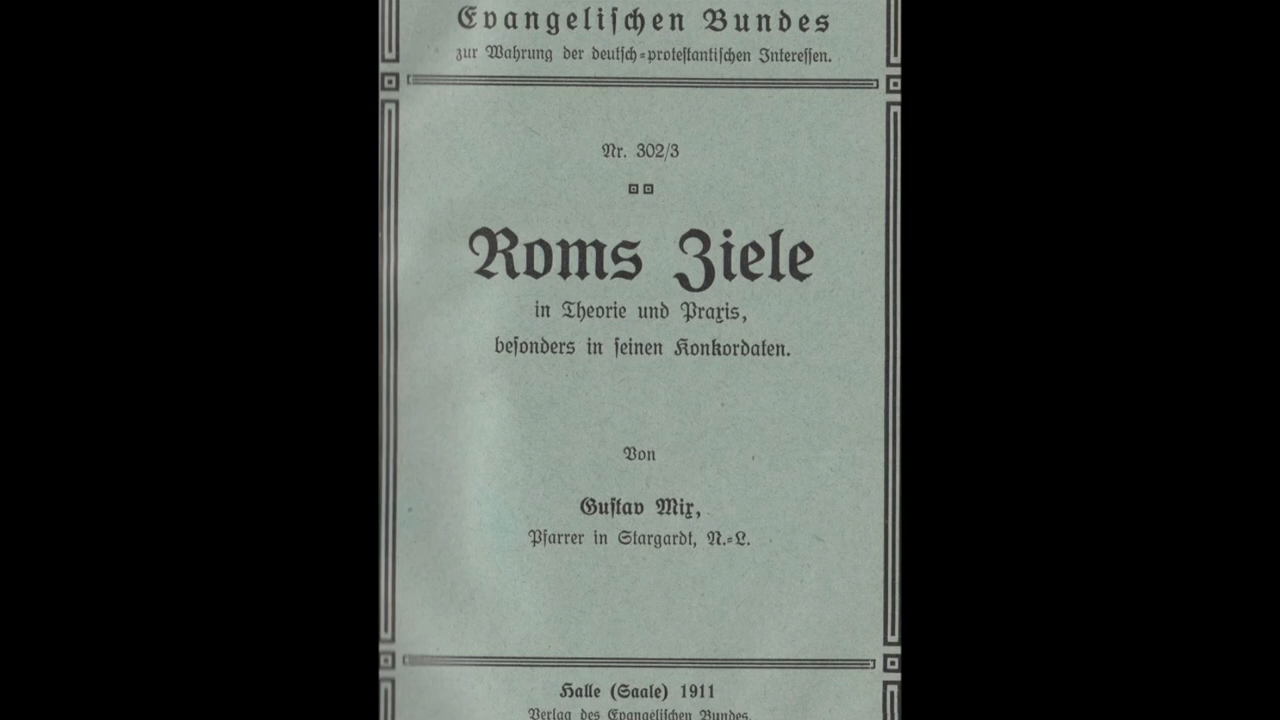 Evangeliſchen Bundes
zur Wahrung der deutſch-proteſtantiſchen Intereſſen.
Nr. 302/3
Roms Ziele
in Theorie und Praxis,
beſonders in ſeinen Konkordaten.
Von
Guſtav Mix,
Pfarrer in Stargardt, N.-L.
Halle (Saale) 1911
Verlag des Evangeliſchen Bundes.